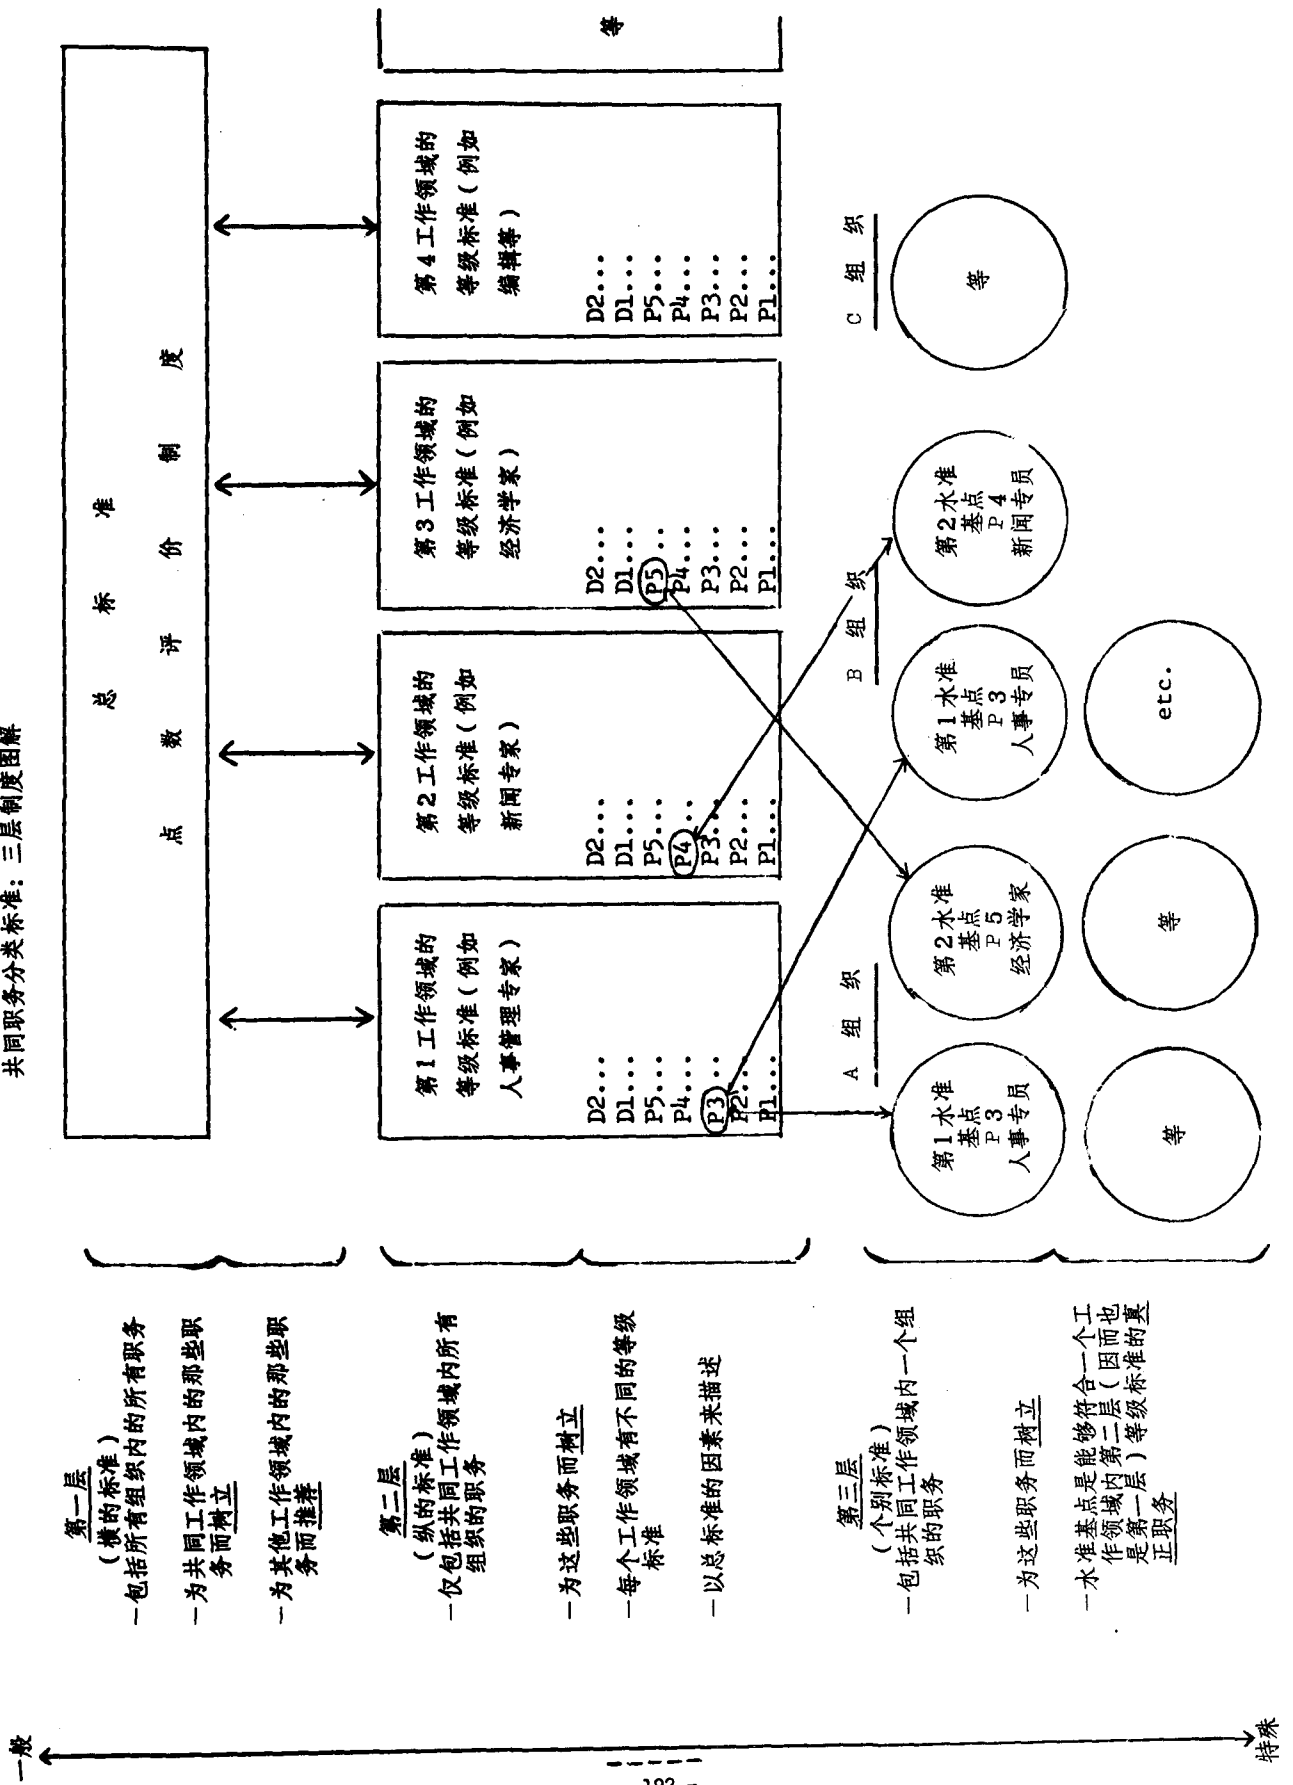 共同职务分类标准：三层制度图解
一般
第一层
（横的标准）
—包括所有组织内的所有职务
—为共同工作领域内的那些职
务而树立
—为其他工作领域内的那些职
务而推荐
总标准
点数评价制度
第二层
（纵的标准）
—仅包括共同工作领域内所有
组织的职务
—为这些职务而树立
—每个工作领域有不同的等级
标准
—以总标准的因素来描述
第1工作领域的
等级标准（例如
人事管理专家）
D2...
D1...
P5...
P4...
P3...
P2...
P1...
第2工作领域的
等级标准（例如
新闻专家）
D2...
D1...
P5...
P4...
P3...
P2...
P1...
第3工作领域的
等级标准（例如
经济学家）
D2...
D1...
P5...
P4...
P3...
P2...
P1...
第4工作领域的
等级标准（例如
编辑等）
D2...
D1...
P5...
P4...
P3...
P2...
P1...
等
第三层
（个别标准）
—包括共同工作领域内一个组
织的职务
—为这些职务而树立
—水准基点是能够符合一个工
作领域内第二层（因而也
是第一层）等级标准的真
正职务
A组织
第1水准
基点
P3
人事专员
第2水准
基点
P5
经济学家
等
等
B组织
第1水准
基点
P3
人事专员
第2水准
基点
P4
新闻专员
etc.
C组织
等
特殊